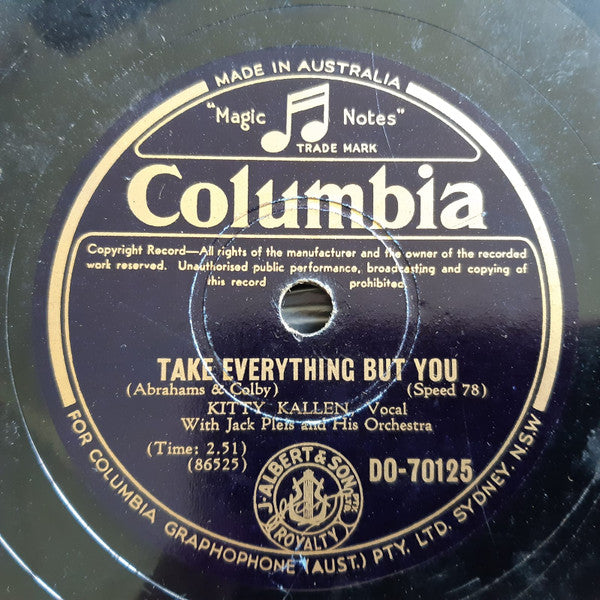 MADE IN AUSTRALIA
"Magic Notes"
TRADE MARK
Columbia
Copyright Record—All rights of the manufacturer and the owner of the recorded
work reserved. Unauthorised public performance, broadcasting and copying of
this record prohibited
TAKE EVERYTHING BUT YOU
(Abrahams & Colby) (Speed 78)
KITTY KALLEN, Vocal
With Jack Pleis and His Orchestra
(Time: 2.51)
(86525)
DO-70125
J. ALBERT & SON PTY. LTD.
ROYALTY
FOR COLUMBIA GRAPHOPHONE (AUST.) PTY. LTD. SYDNEY, N.S.W